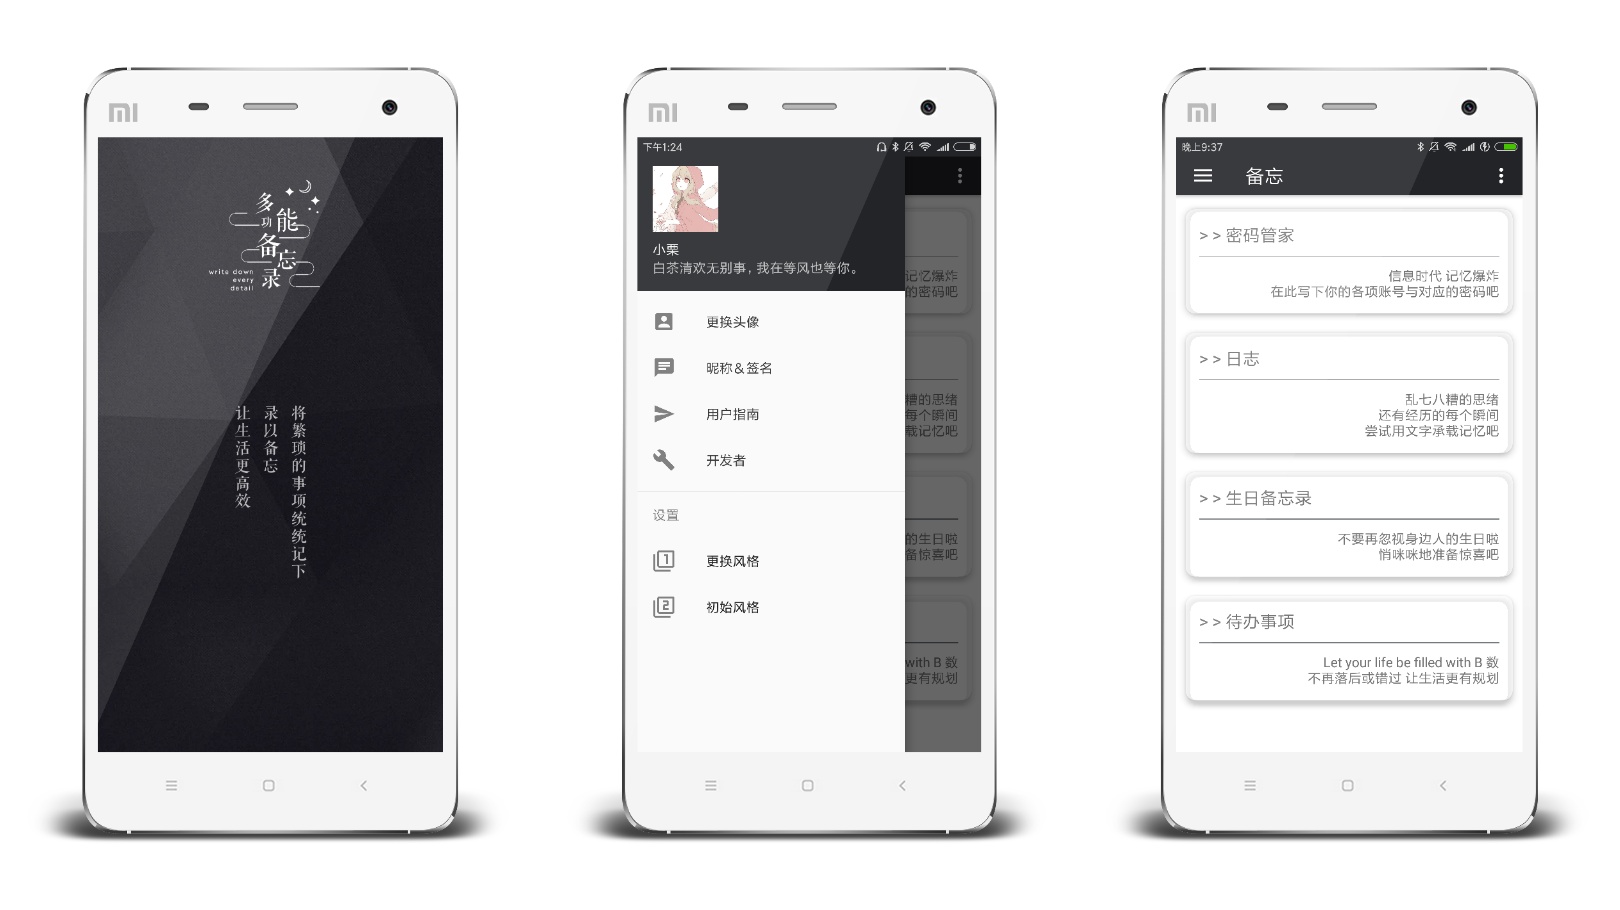 MI
多
功能
备
忘
录
write down
every
detail
将繁琐的事项统统记下
录以备忘
让生活更高效
MI
下午1:24
小栗
白茶清欢无别事，我在等风也等你。
更换头像
昵称＆签名
用户指南
开发者
设置
更换风格
初始风格
记忆爆炸
的密码吧
糟的思绪
每个瞬间
载记忆吧
的生日啦
备惊喜吧
with B 数
更有规划
MI
晚上9:37
备忘
>> 密码管家
信息时代 记忆爆炸
在此写下你的各项账号与对应的密码吧
>> 日志
乱七八糟的思绪
还有经历的每个瞬间
尝试用文字承载记忆吧
>> 生日备忘录
不要再忽视身边人的生日啦
悄咪咪地准备惊喜吧
>> 待办事项
Let your life be filled with B 数
不再落后或错过 让生活更有规划